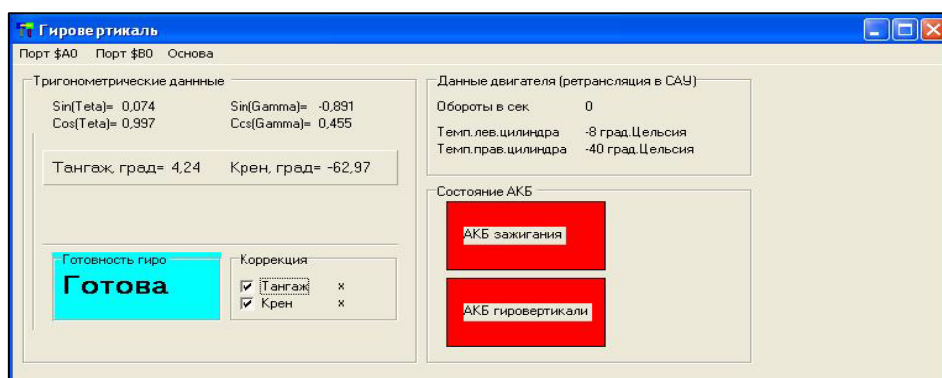 Гировертикаль
Порт $A0 Порт $B0 Основа
Тригонометрические даннные
Sin(Teta)= 0,074 Sin(Gamma)= -0,891
Cos(Teta)= 0,997 Ccs(Gamma)= 0,455
Тангаж, град= 4,24 Крен, град= -62,97
Готовность гиро
Готова
Коррекция
Тангаж x
Крен x
Данные двигателя (ретрансляция в САУ)
Обороты в сек 0
Темп.лев.цилиндра -8 град.Цельсия
Темп.прав.цилиндра -40 град.Цельсия
Состояние АКБ
АКБ зажигания
АКБ гировертикали